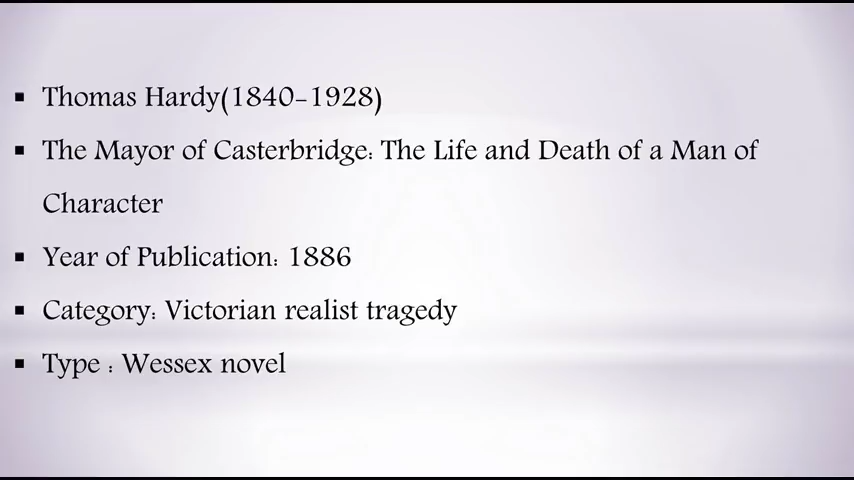 ▪ Thomas Hardy(1840-1928)
▪ The Mayor of Casterbridge: The Life and Death of a Man of
Character
▪ Year of Publication: 1886
▪ Category: Victorian realist tragedy
▪ Type : Wessex novel